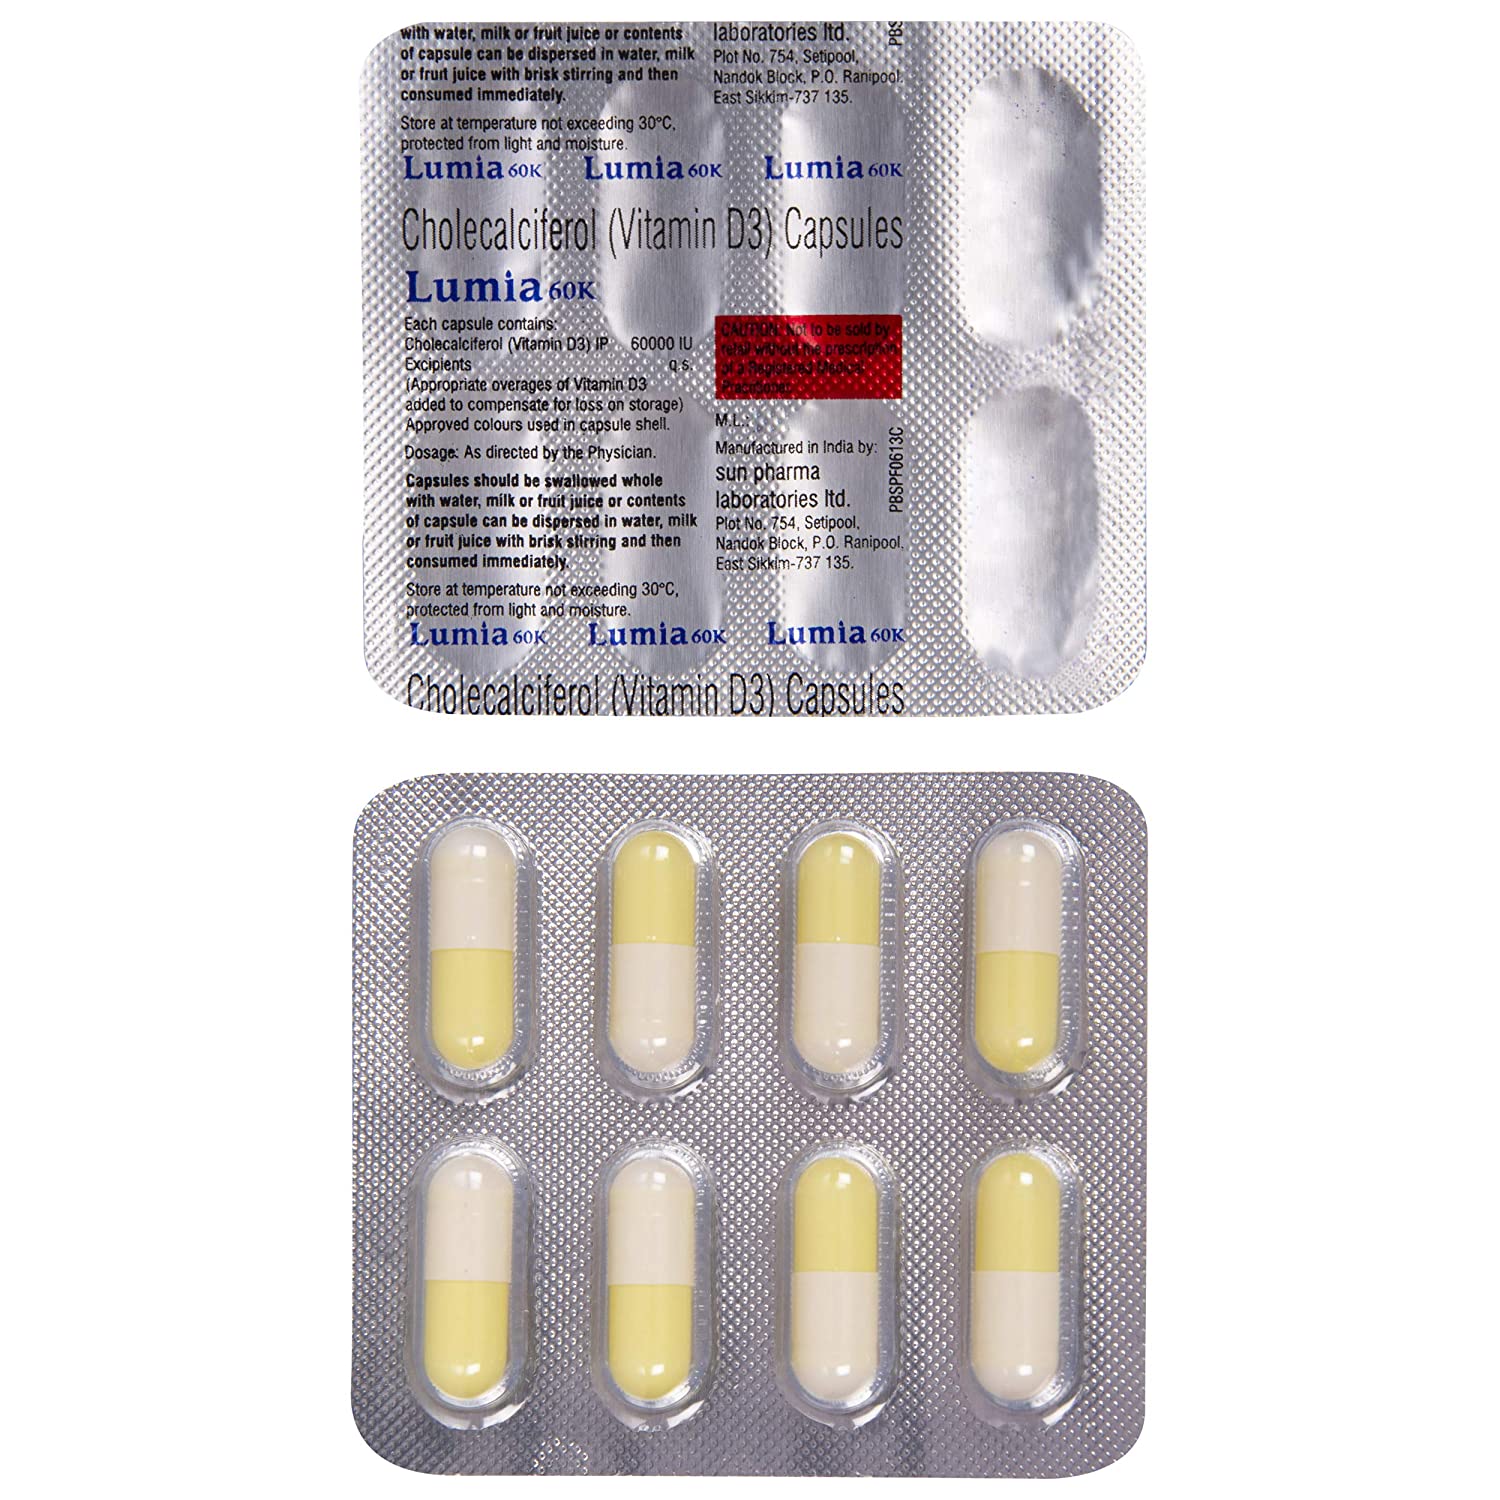 with water, milk or fruit juice or contents
of capsule can be dispersed in water, milk
or fruit juice with brisk stirring and then
consumed immediately.
Store at temperature not exceeding 30°C,
protected from light and moisture.
laboratories ltd.
Plot No. 754, Setipool,
Nandok Block, P.O. Ranipool,
East Sikkim-737 135.
PBS
Lumia 60K Lumia 60K Lumia 60K
Cholecalciferol (Vitamin D3) Capsules
Lumia 60K
Each capsule contains:
Cholecalciferol (Vitamin D3) IP 60000 IU
Excipients q.s.
(Appropriate overages of Vitamin D3
added to compensate for loss on storage)
Approved colours used in capsule shell.
Dosage: As directed by the Physician.
Capsules should be swallowed whole
with water, milk or fruit juice or contents
of capsule can be dispersed in water, milk
or fruit juice with brisk stirring and then
consumed immediately.
Store at temperature not exceeding 30°C,
protected from light and moisture.
CAUTION: Not to be sold by
retail without the prescription
of a Registered Medical
Practitioner.
M.L.:
Manufactured in India by:
sun pharma
laboratories ltd.
Plot No. 754, Setipool,
Nandok Block, P.O. Ranipool,
East Sikkim-737 135.
PBSPF0613C
Lumia 60K Lumia 60K Lumia 60K
Cholecalciferol (Vitamin D3) Capsules